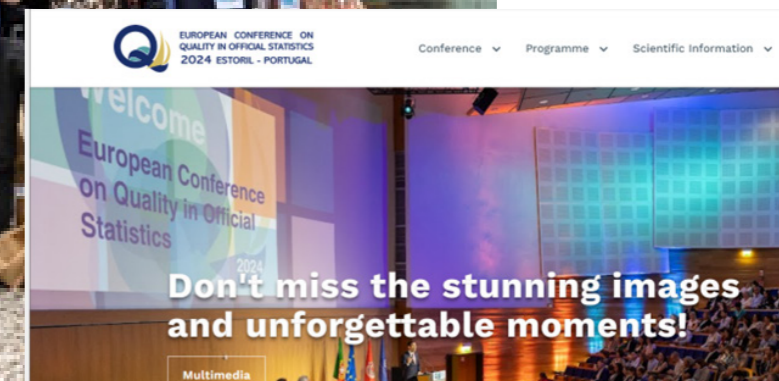 EUROPEAN CONFERENCE ON
QUALITY IN OFFICIAL STATISTICS
2024 ESTORIL - PORTUGAL
Conference
Programme
Scientific Information
Welcome
European Conference
on Quality in Official
Statistics
2024
Don't miss the stunning images
and unforgettable moments!
Multimedia